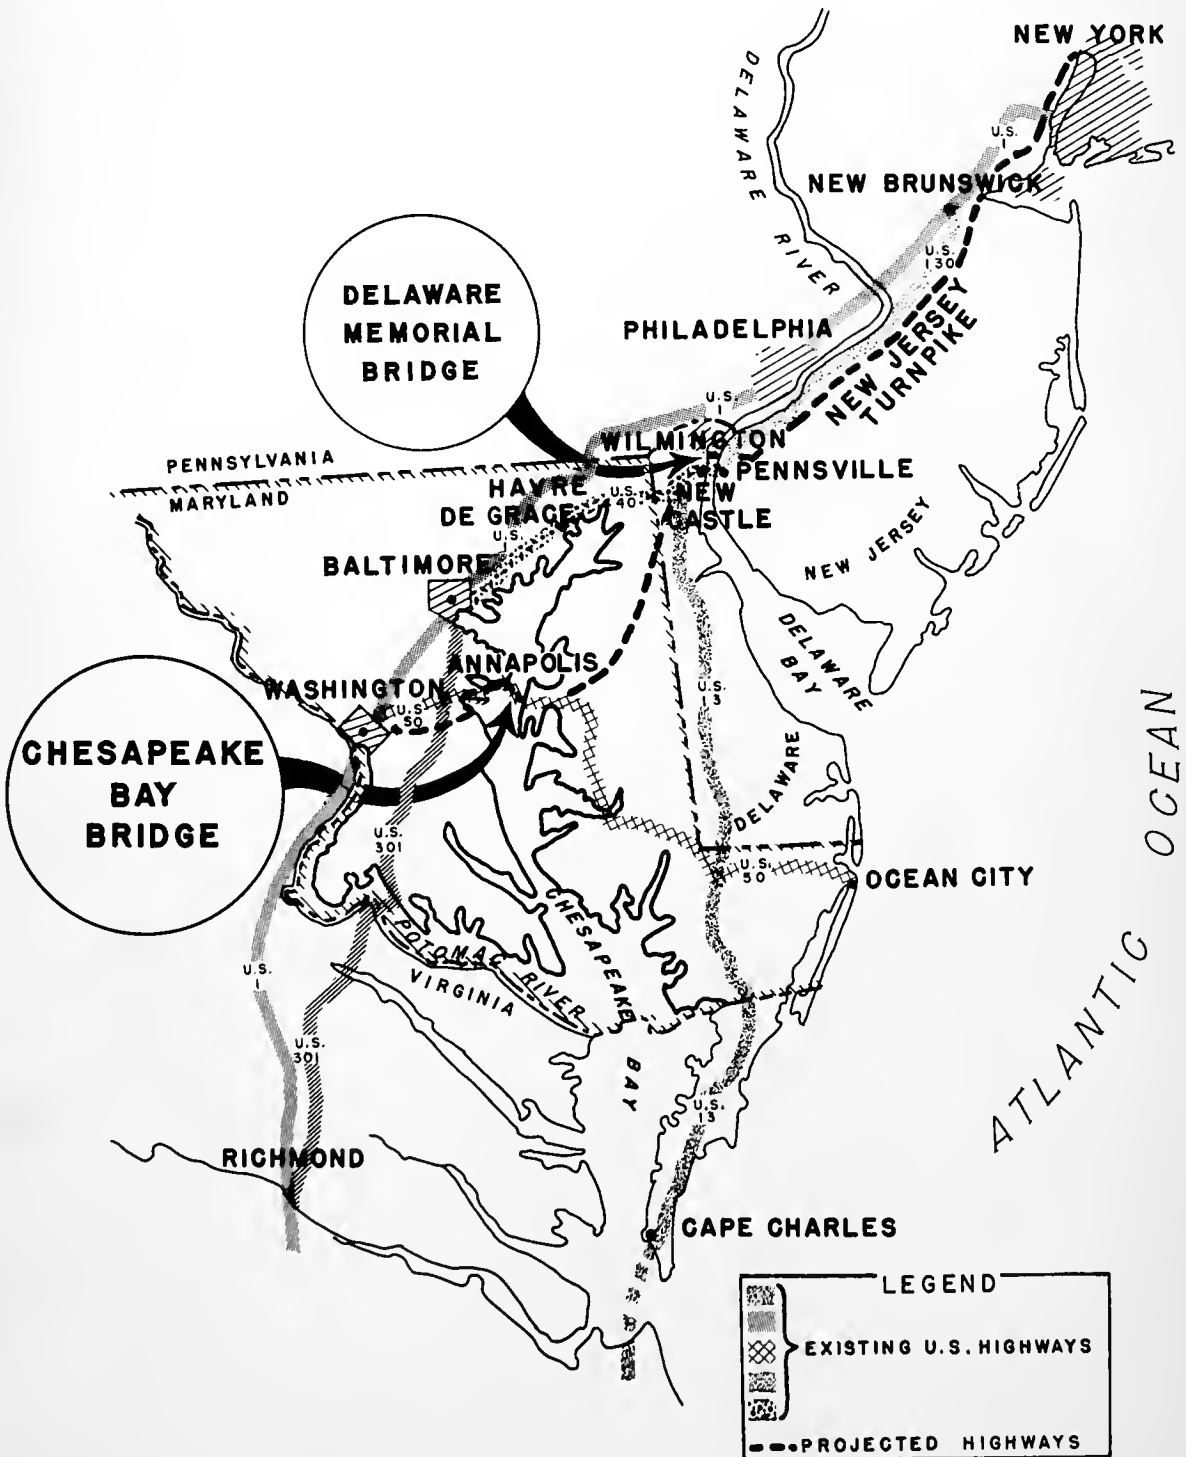 NEW YORK
DELAWARE RIVER
U.S.
1
NEW BRUNSWICK
U.S.
130
DELAWARE
MEMORIAL
BRIDGE
PHILADELPHIA
NEW JERSEY
TURNPIKE
U.S.
1
WILMINGTON
PENNSYLVANIA
MARYLAND
PENNSVILLE
HAVRE
DE GRACE
U.S.
40
NEW
CASTLE
U.S.
1
NEW JERSEY
BALTIMORE
DELAWARE
BAY
ANNAPOLIS
WASHINGTON
U.S.
50
U.S.
13
CHESAPEAKE
BAY
BRIDGE
DELAWARE
U.S.
301
U.S.
50
OCEAN CITY
ATLANTIC OCEAN
CHESAPEAKE BAY
POTOMAC RIVER
VIRGINIA
U.S.
1
U.S.
301
U.S.
13
RICHMOND
CAPE CHARLES
LEGEND
EXISTING U.S. HIGHWAYS
PROJECTED HIGHWAYS